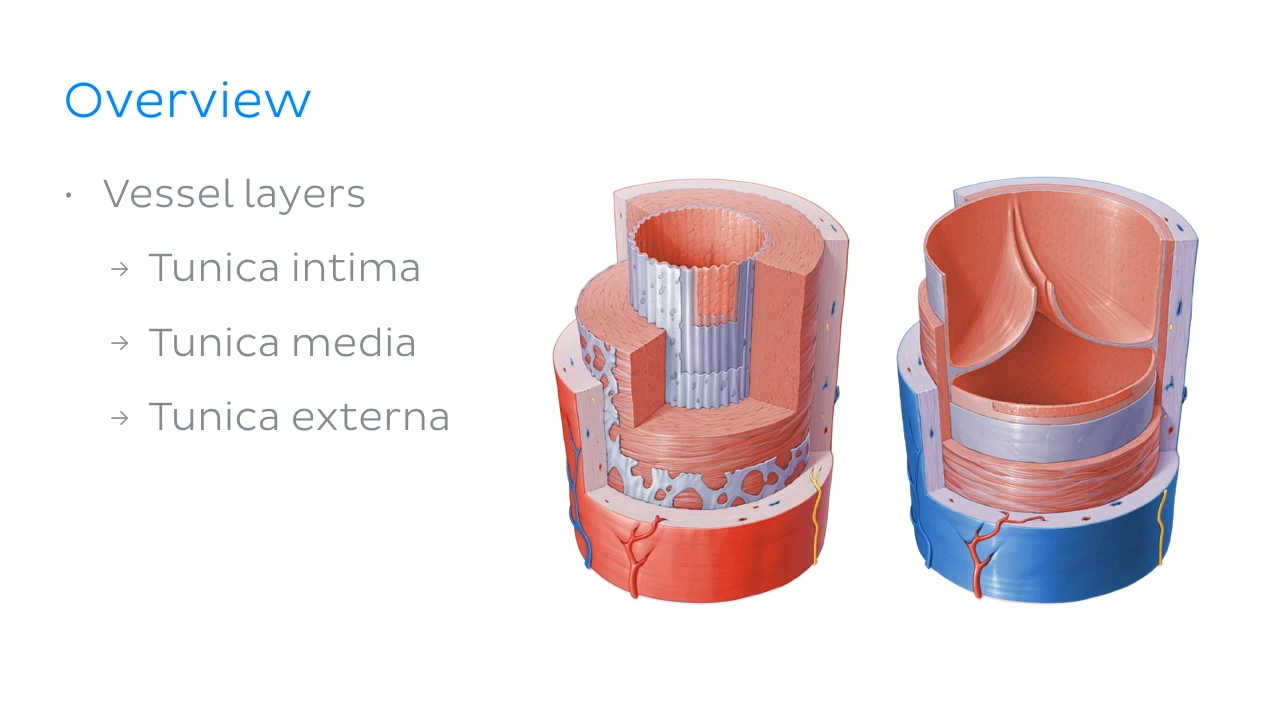 Overview
• Vessel layers
→ Tunica intima
→ Tunica media
→ Tunica externa